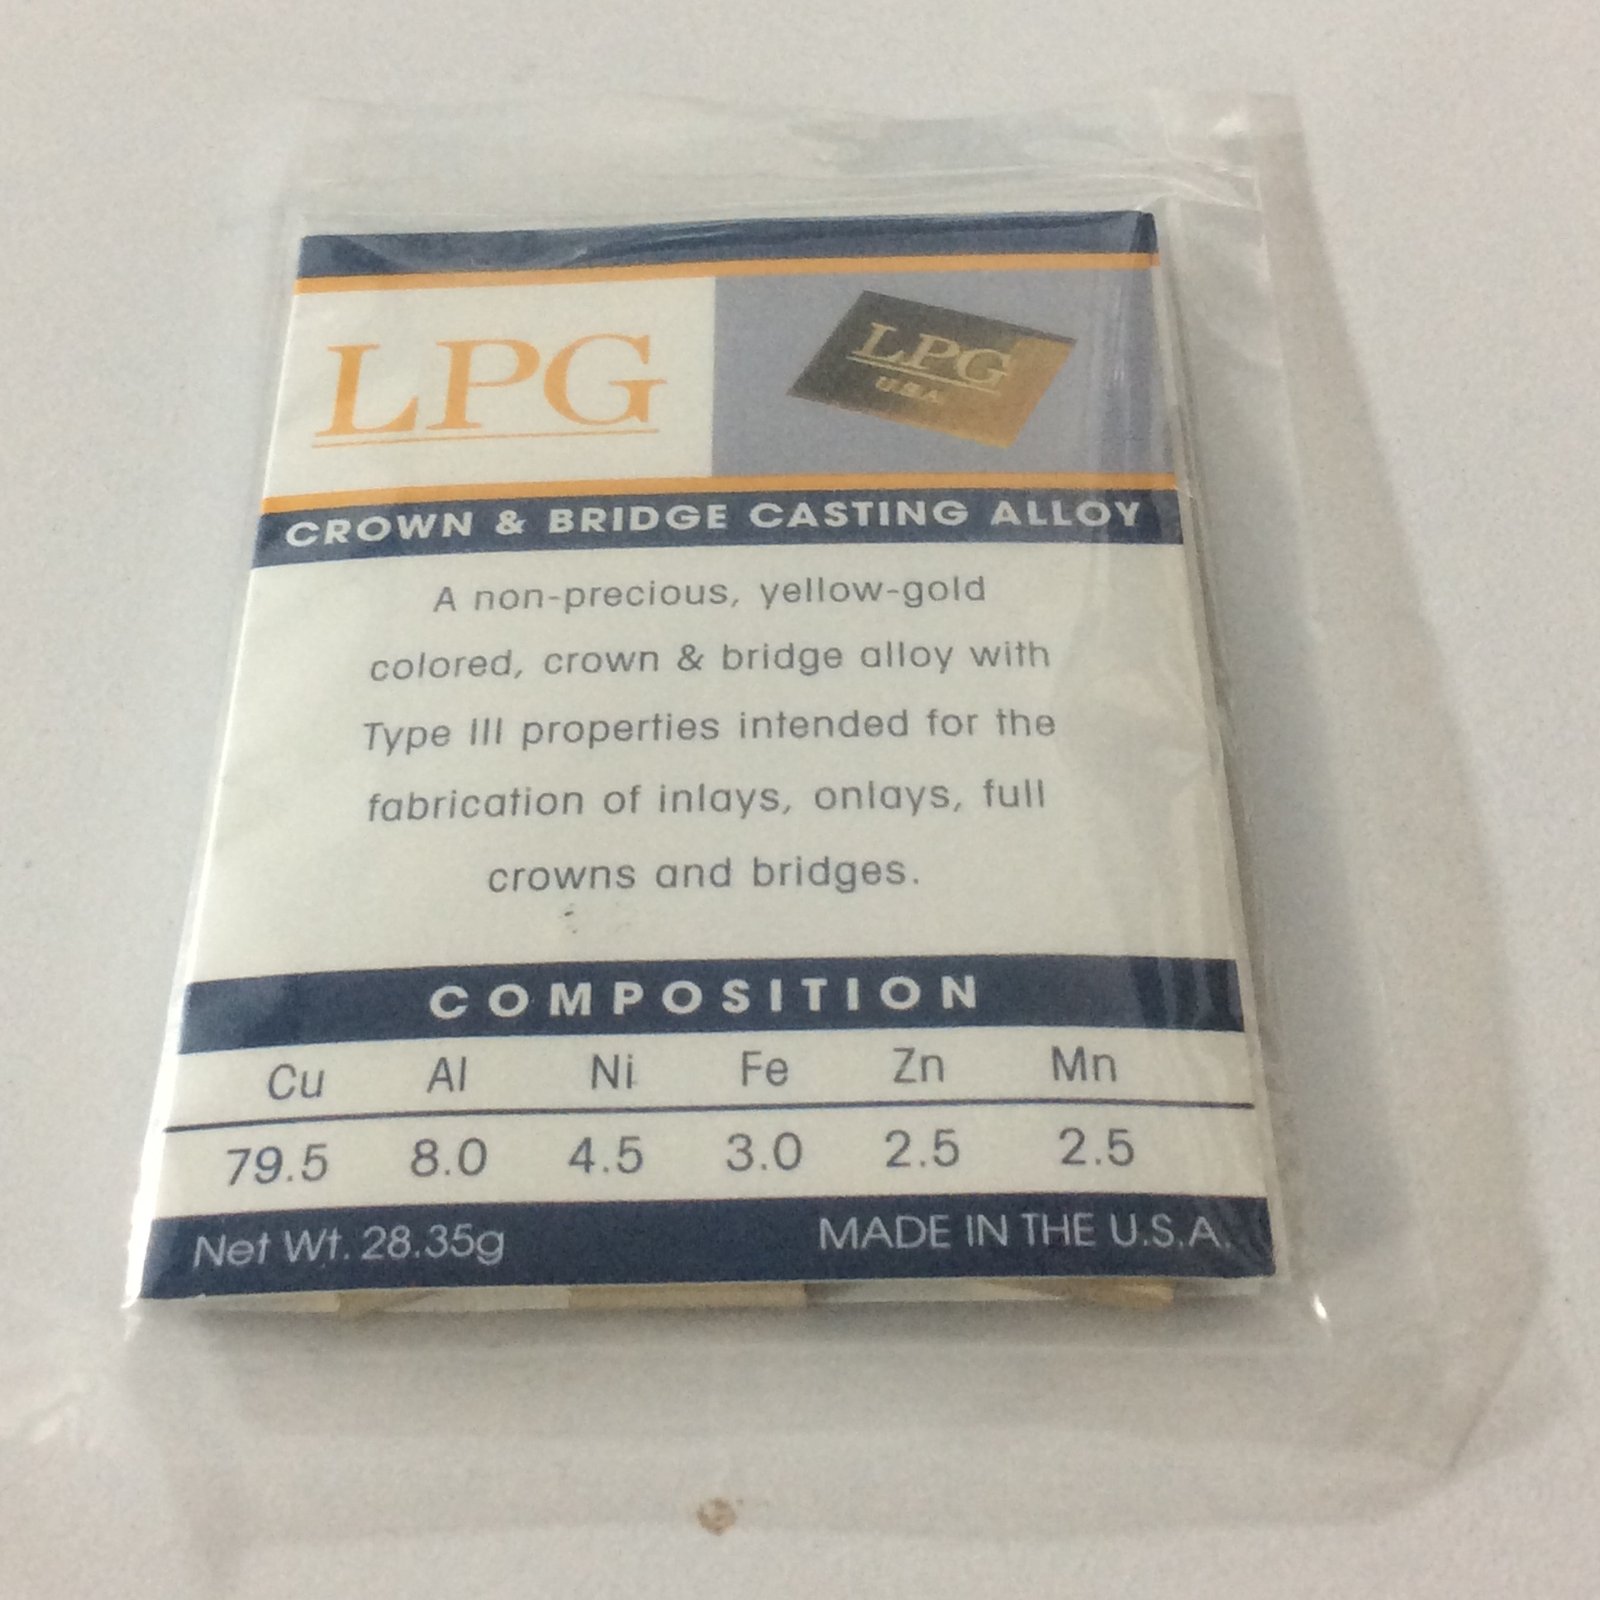 LPG
LPG
U.S.A.
CROWN & BRIDGE CASTING ALLOY
A non-precious, yellow-gold
colored, crown & bridge alloy with
Type III properties intended for the
fabrication of inlays, onlays, full
crowns and bridges.
COMPOSITION
Cu Al Ni Fe Zn Mn
79.5 8.0 4.5 3.0 2.5 2.5
Net Wt. 28.35g MADE IN THE U.S.A.